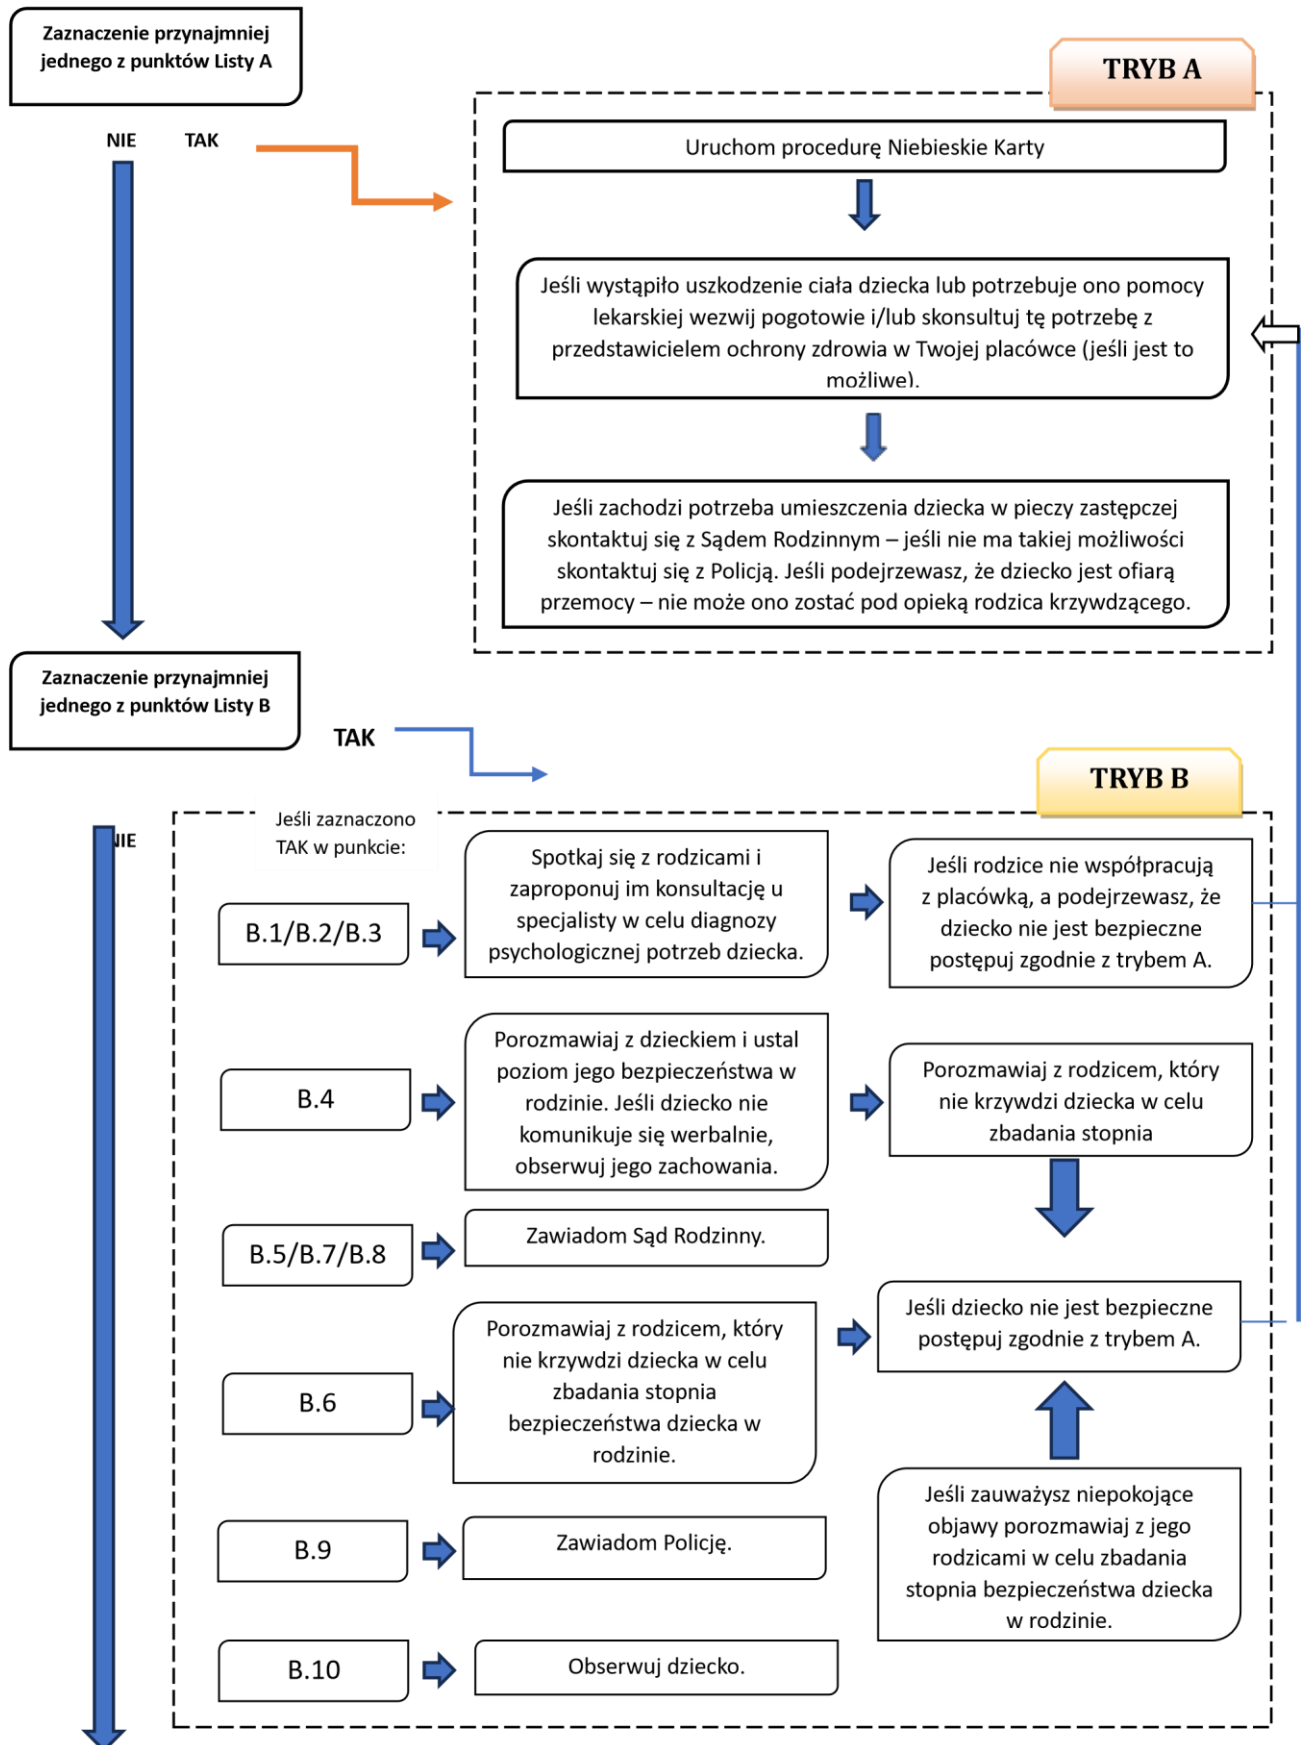 Zaznaczenie przynajmniej
jednego z punktów Listy A
NIE TAK
TRYB A
Uruchom procedurę Niebieskie Karty
Jeśli wystąpiło uszkodzenie ciała dziecka lub potrzebuje ono pomocy
lekarskiej wezwij pogotowie i/lub skonsultuj tę potrzebę z
przedstawicielem ochrony zdrowia w Twojej placówce (jeśli jest to
możliwe).
Jeśli zachodzi potrzeba umieszczenia dziecka w pieczy zastępczej
skontaktuj się z Sądem Rodzinnym – jeśli nie ma takiej możliwości
skontaktuj się z Policją. Jeśli podejrzewasz, że dziecko jest ofiarą
przemocy – nie może ono zostać pod opieką rodzica krzywdzącego.
Zaznaczenie przynajmniej
jednego z punktów Listy B
TAK
NIE
TRYB B
Jeśli zaznaczono
TAK w punkcie:
B.1/B.2/B.3
Spotkaj się z rodzicami i
zaproponuj im konsultację u
specjalisty w celu diagnozy
psychologicznej potrzeb dziecka.
Jeśli rodzice nie współpracują
z placówką, a podejrzewasz, że
dziecko nie jest bezpieczne
postępuj zgodnie z trybem A.
B.4
Porozmawiaj z dzieckiem i ustal
poziom jego bezpieczeństwa w
rodzinie. Jeśli dziecko nie
komunikuje się werbalnie,
obserwuj jego zachowania.
Porozmawiaj z rodzicem, który
nie krzywdzi dziecka w celu
zbadania stopnia
B.5/B.7/B.8
Zawiadom Sąd Rodzinny.
B.6
Porozmawiaj z rodzicem, który
nie krzywdzi dziecka w celu
zbadania stopnia
bezpieczeństwa dziecka w
rodzinie.
Jeśli dziecko nie jest bezpieczne
postępuj zgodnie z trybem A.
B.9
Zawiadom Policję.
Jeśli zauważysz niepokojące
objawy porozmawiaj z jego
rodzicami w celu zbadania
stopnia bezpieczeństwa dziecka
w rodzinie.
B.10
Obserwuj dziecko.